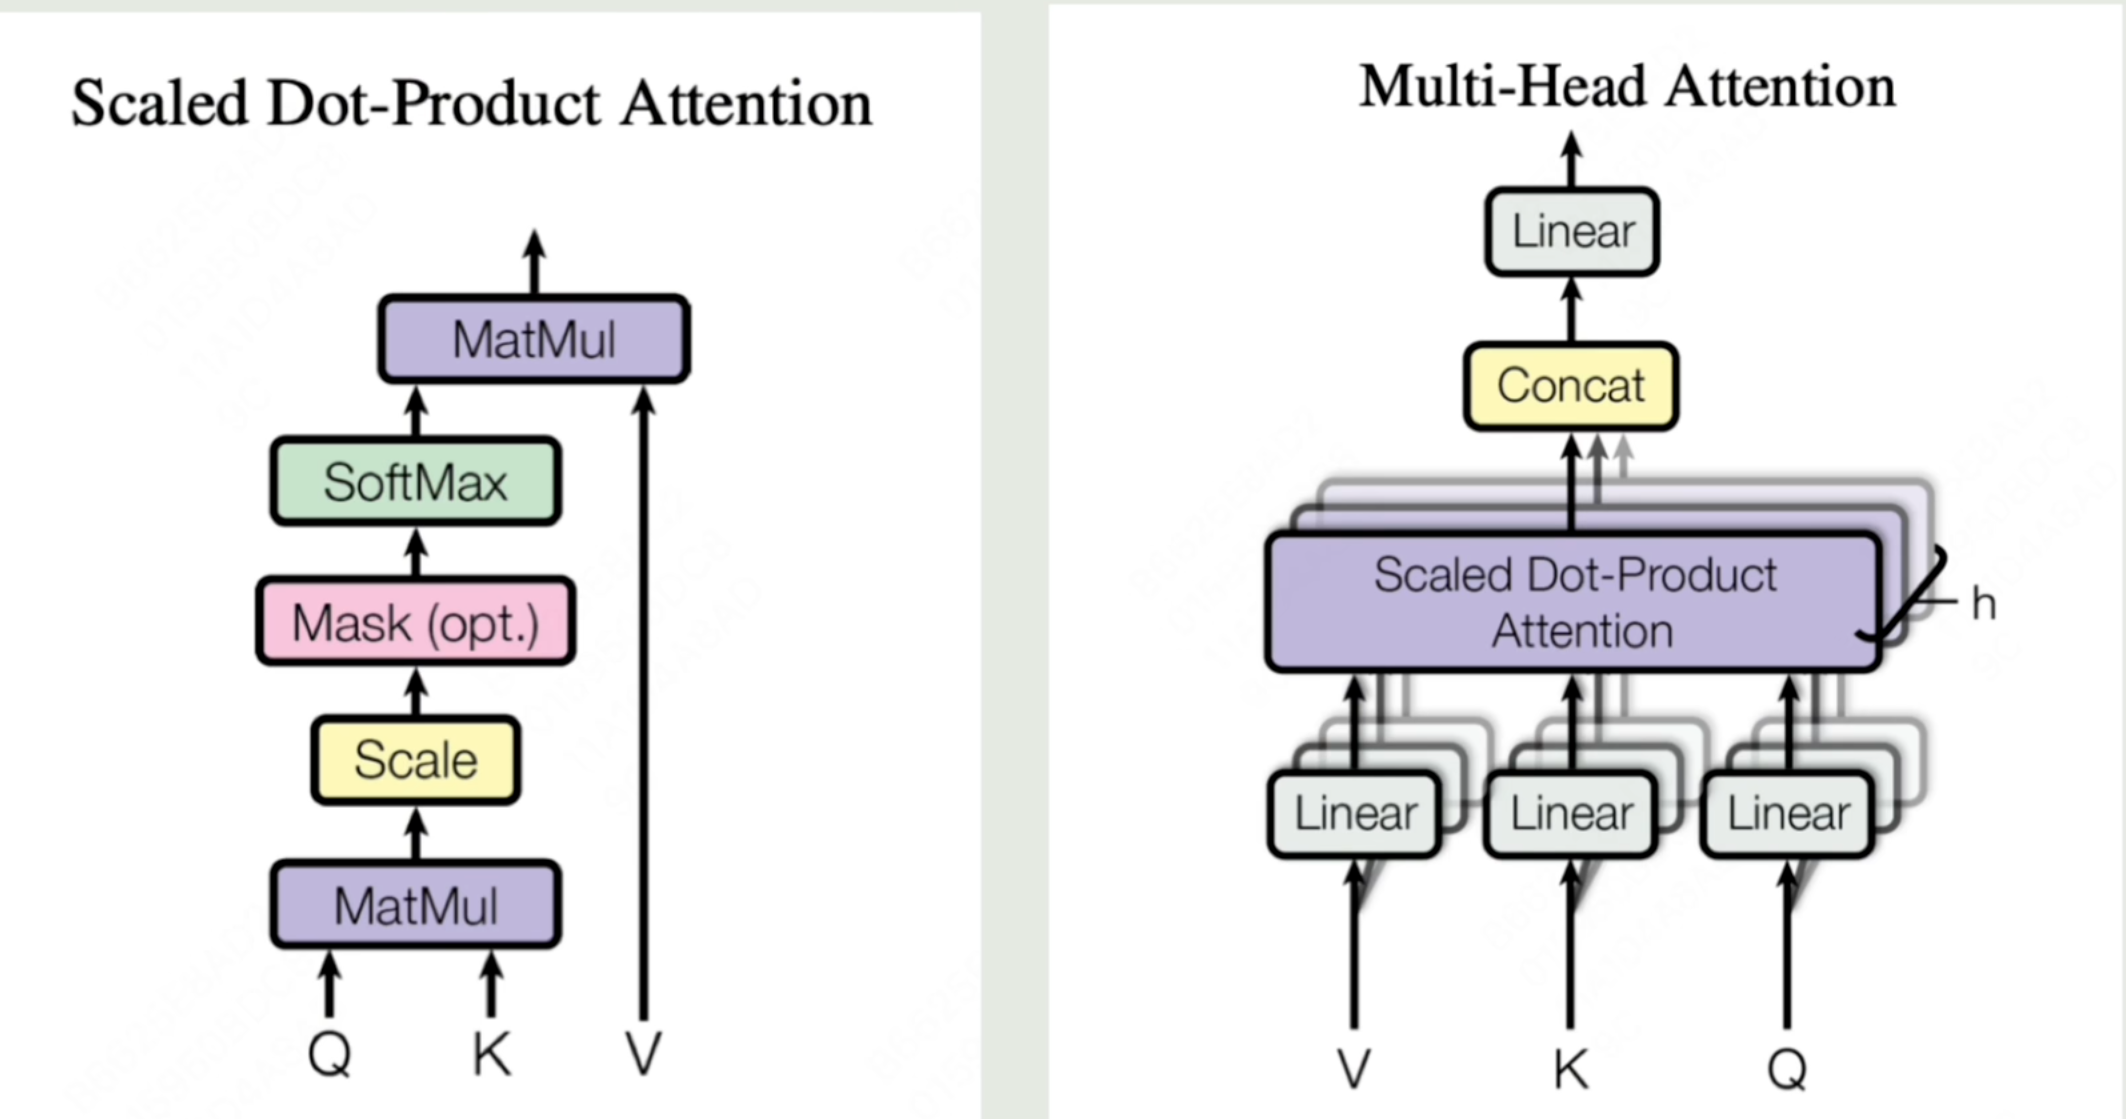 Scaled Dot-Product Attention
MatMul
SoftMax
Mask (opt.)
Scale
MatMul
Q K V
Multi-Head Attention
Linear
Concat
Scaled Dot-Product
Attention
h
Linear Linear Linear
V K Q